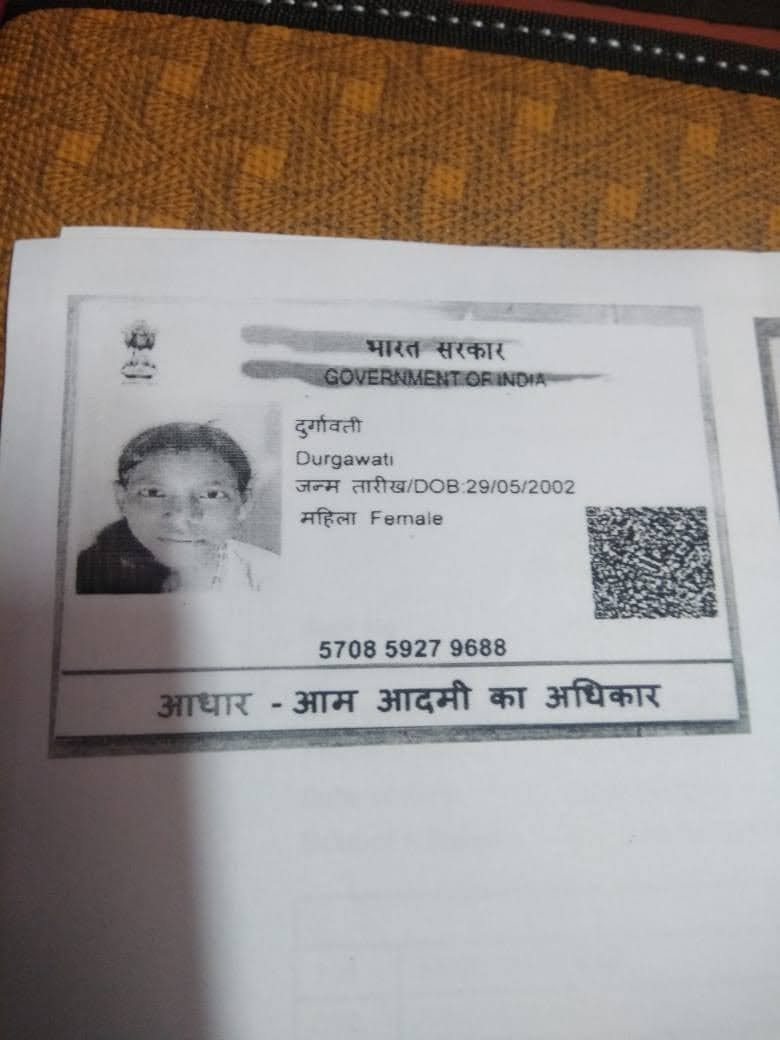 भारत सरकार
GOVERNMENT OF INDIA
दुर्गावती
Durgawati
जन्म तारीख/DOB:29/05/2002
महिला Female
5708 5927 9688
आधार - आम आदमी का अधिकार